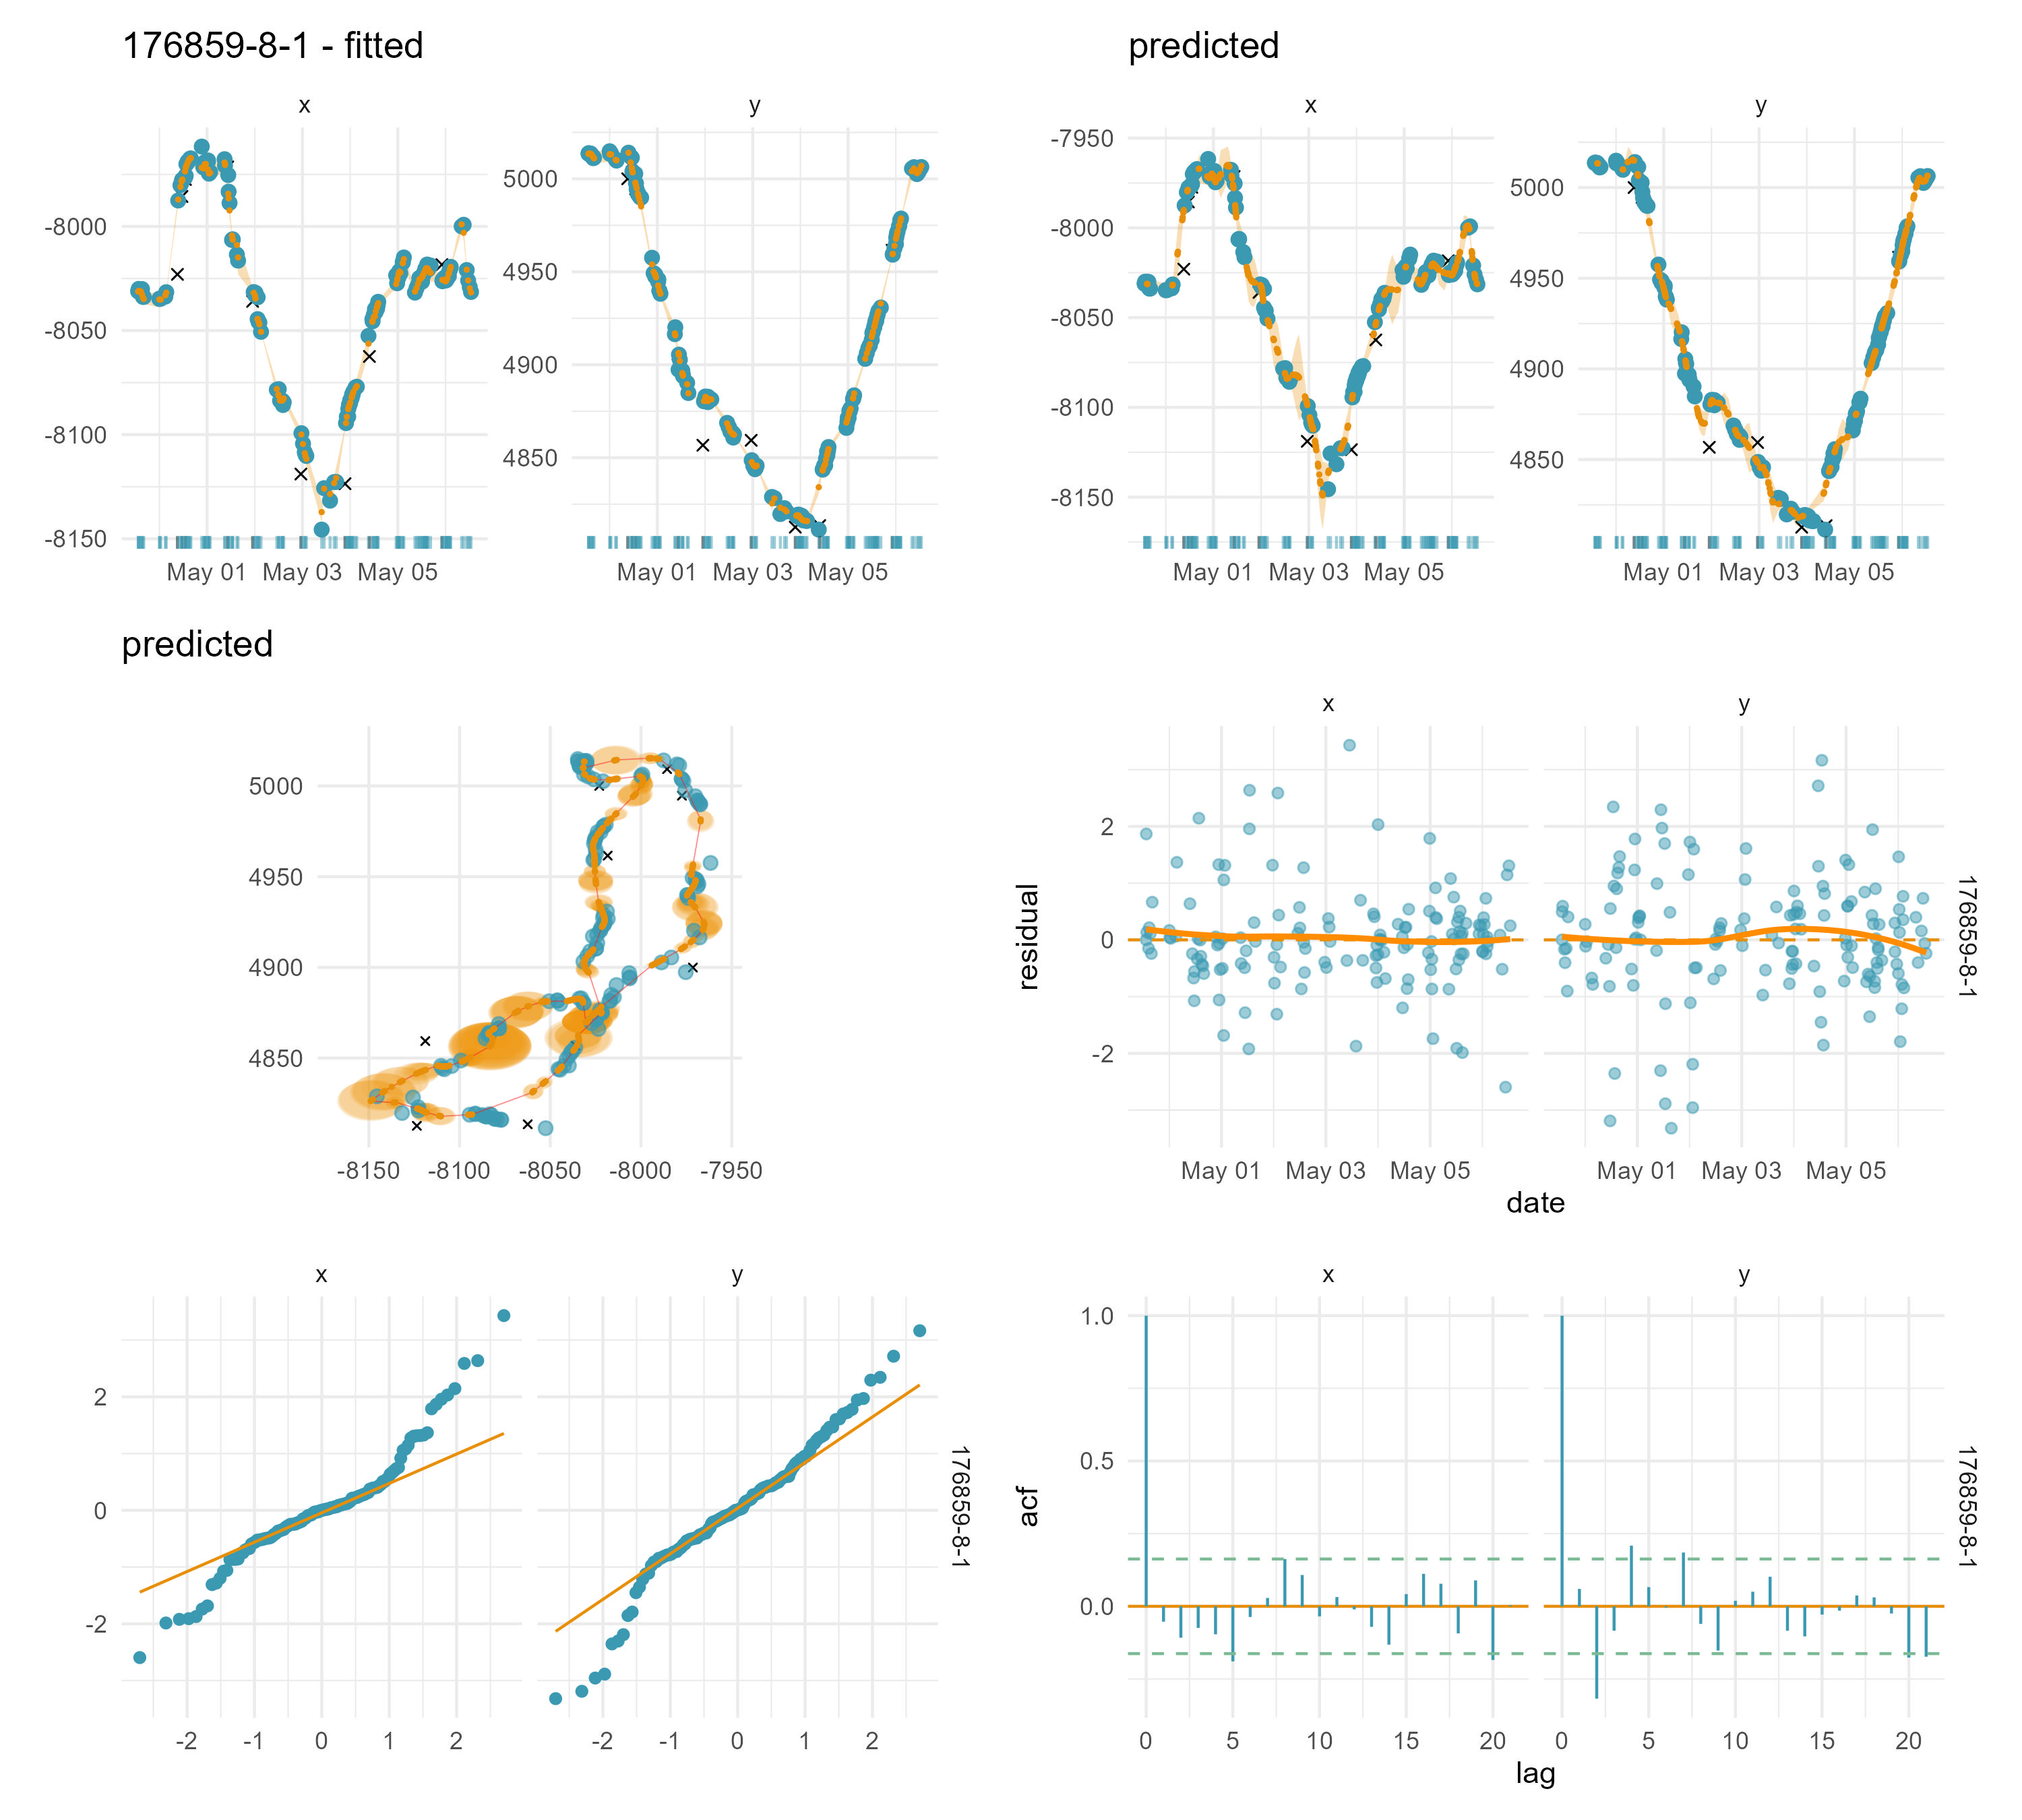 176859-8-1 - fitted
predicted
x
y
x
y
-8000
-8050
-8100
-8150
5000
4950
4900
4850
-7950
-8000
-8050
-8100
-8150
5000
4950
4900
4850
May 01 May 03 May 05
May 01 May 03 May 05
May 01 May 03 May 05
May 01 May 03 May 05
predicted
5000
4950
4900
4850
-8150 -8100 -8050 -8000 -7950
x
y
residual
2
0
-2
176859-8-1
May 01 May 03 May 05
May 01 May 03 May 05
date
x
y
2
0
-2
176859-8-1
-2 -1 0 1 2
-2 -1 0 1 2
x
y
acf
1.0
0.5
0.0
176859-8-1
0 5 10 15 20
0 5 10 15 20
lag